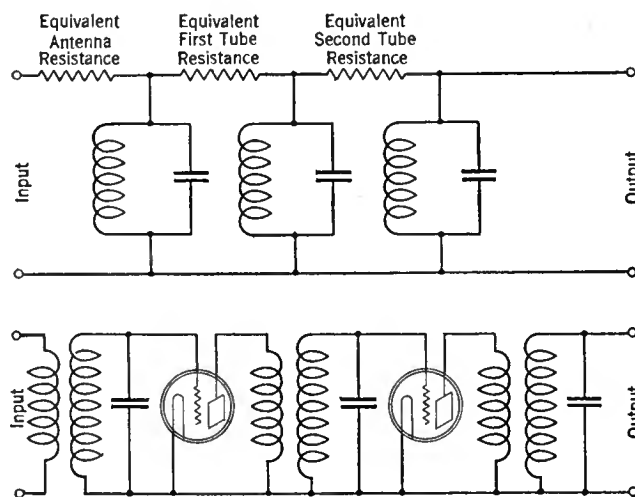 Equivalent
Antenna
Resistance
Equivalent
First Tube
Resistance
Equivalent
Second Tube
Resistance
Input
Output
Input
Output